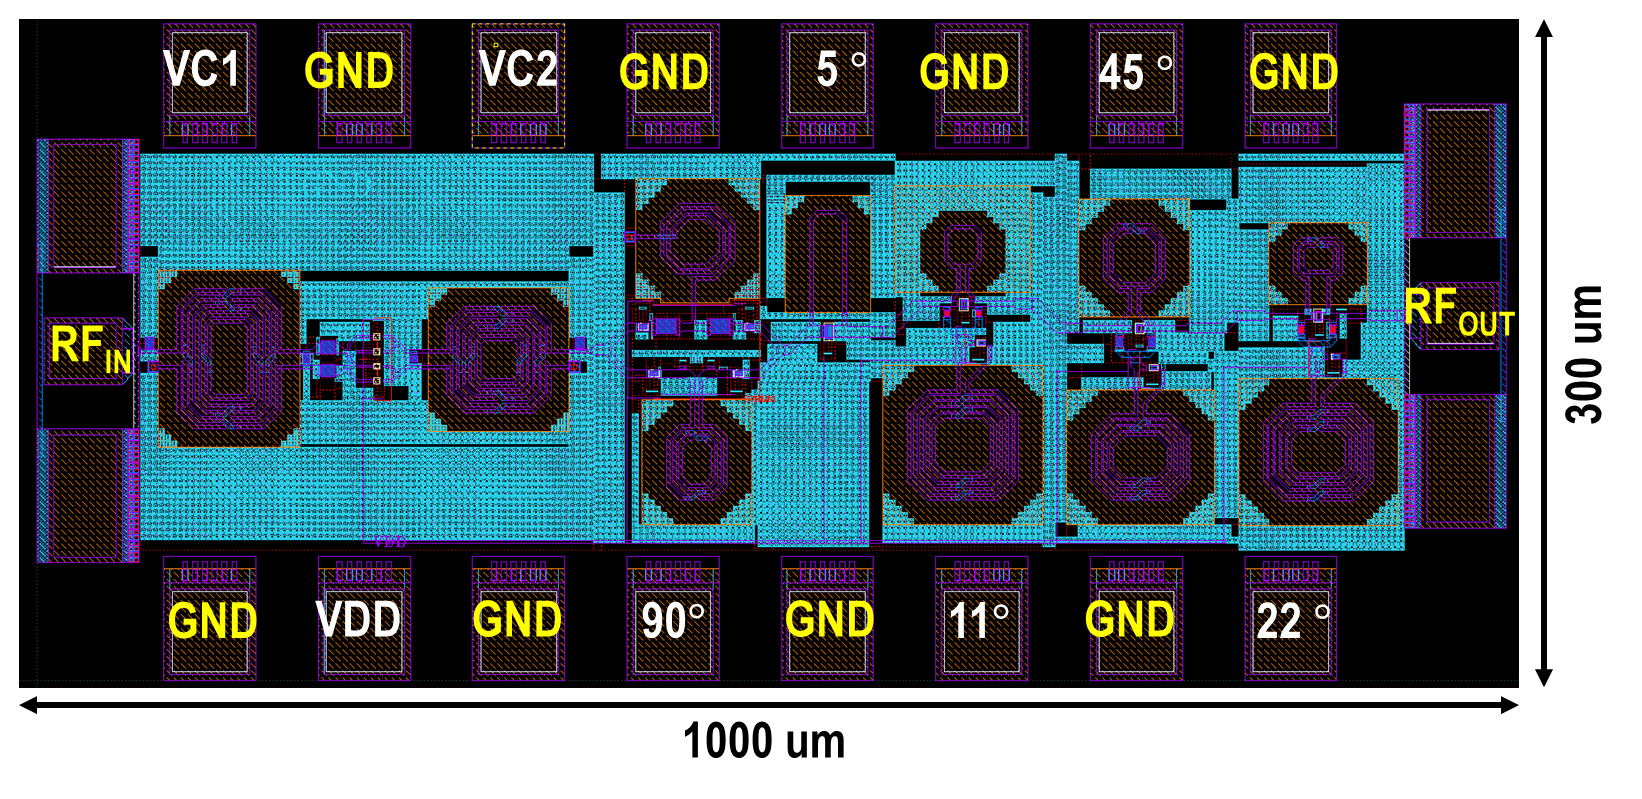 VC1
GND
VC2
GND
5 °
GND
45 °
GND
RFIN
RFOUT
VDD
GND
VDD
GND
90°
GND
11°
GND
22 °
300 um
1000 um